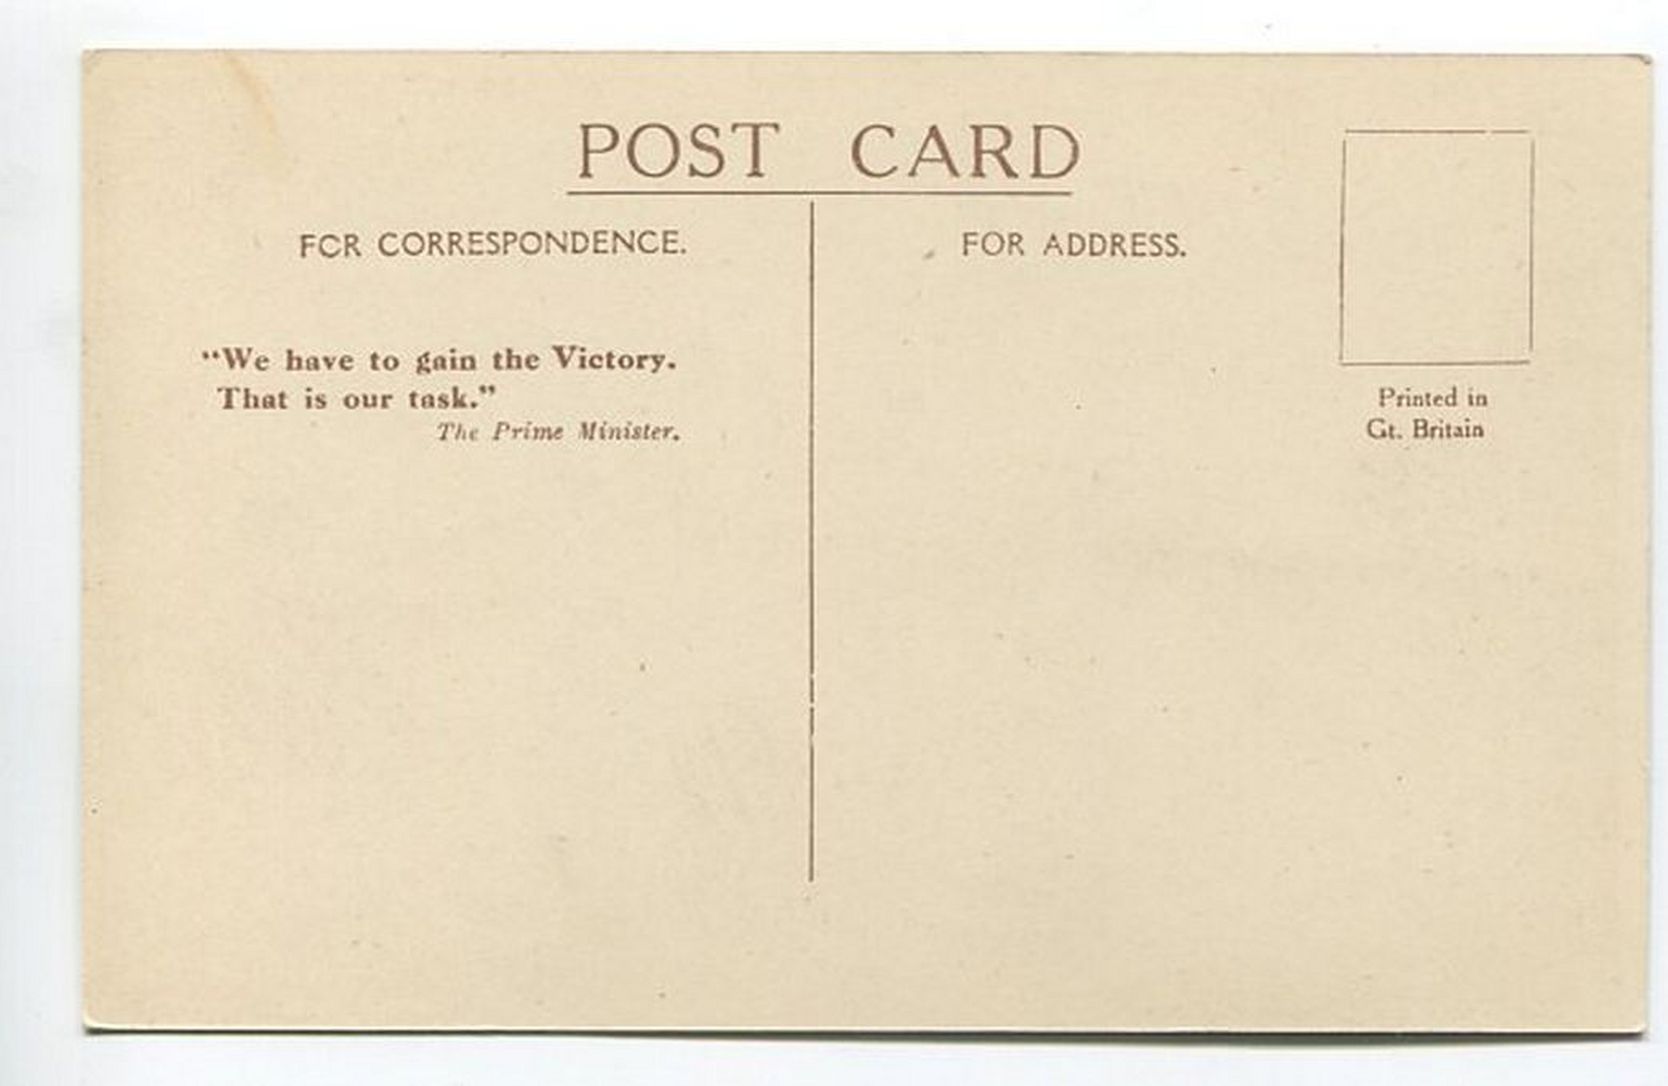 POST CARD
FCR CORRESPONDENCE.
FOR ADDRESS.
“We have to gain the Victory.
That is our task.”
The Prime Minister.
Printed in
Gt. Britain